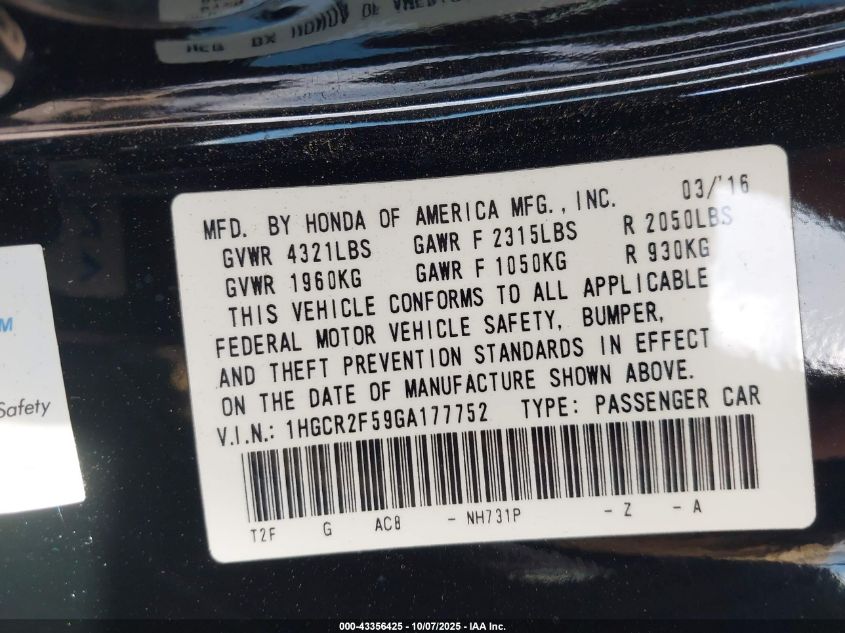 MFD. BY HONDA OF AMERICA MFG., INC. 03/'16
GVWR 4321LBS GAWR F 2315LBS R 2050LBS
GVWR 1960KG GAWR F 1050KG R 930KG
THIS VEHICLE CONFORMS TO ALL APPLICABLE
FEDERAL MOTOR VEHICLE SAFETY, BUMPER,
AND THEFT PREVENTION STANDARDS IN EFFECT
ON THE DATE OF MANUFACTURE SHOWN ABOVE.
V.I.N.: 1HGCR2F59GA177752 TYPE: PASSENGER CAR
T2F G AC8 - NH731P - Z - A
M
Safety
000-43356425 - 10/07/2025 - IAA Inc.